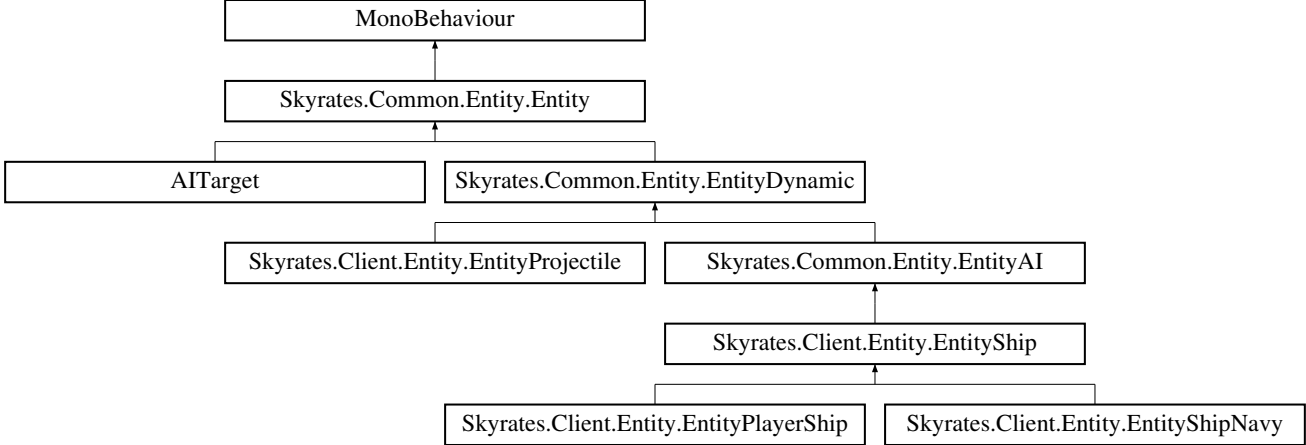 MonoBehaviour
Skyrates.Common.Entity.Entity
AITarget
Skyrates.Common.Entity.EntityDynamic
Skyrates.Client.Entity.EntityProjectile
Skyrates.Common.Entity.EntityAI
Skyrates.Client.Entity.EntityShip
Skyrates.Client.Entity.EntityPlayerShip
Skyrates.Client.Entity.EntityShipNavy